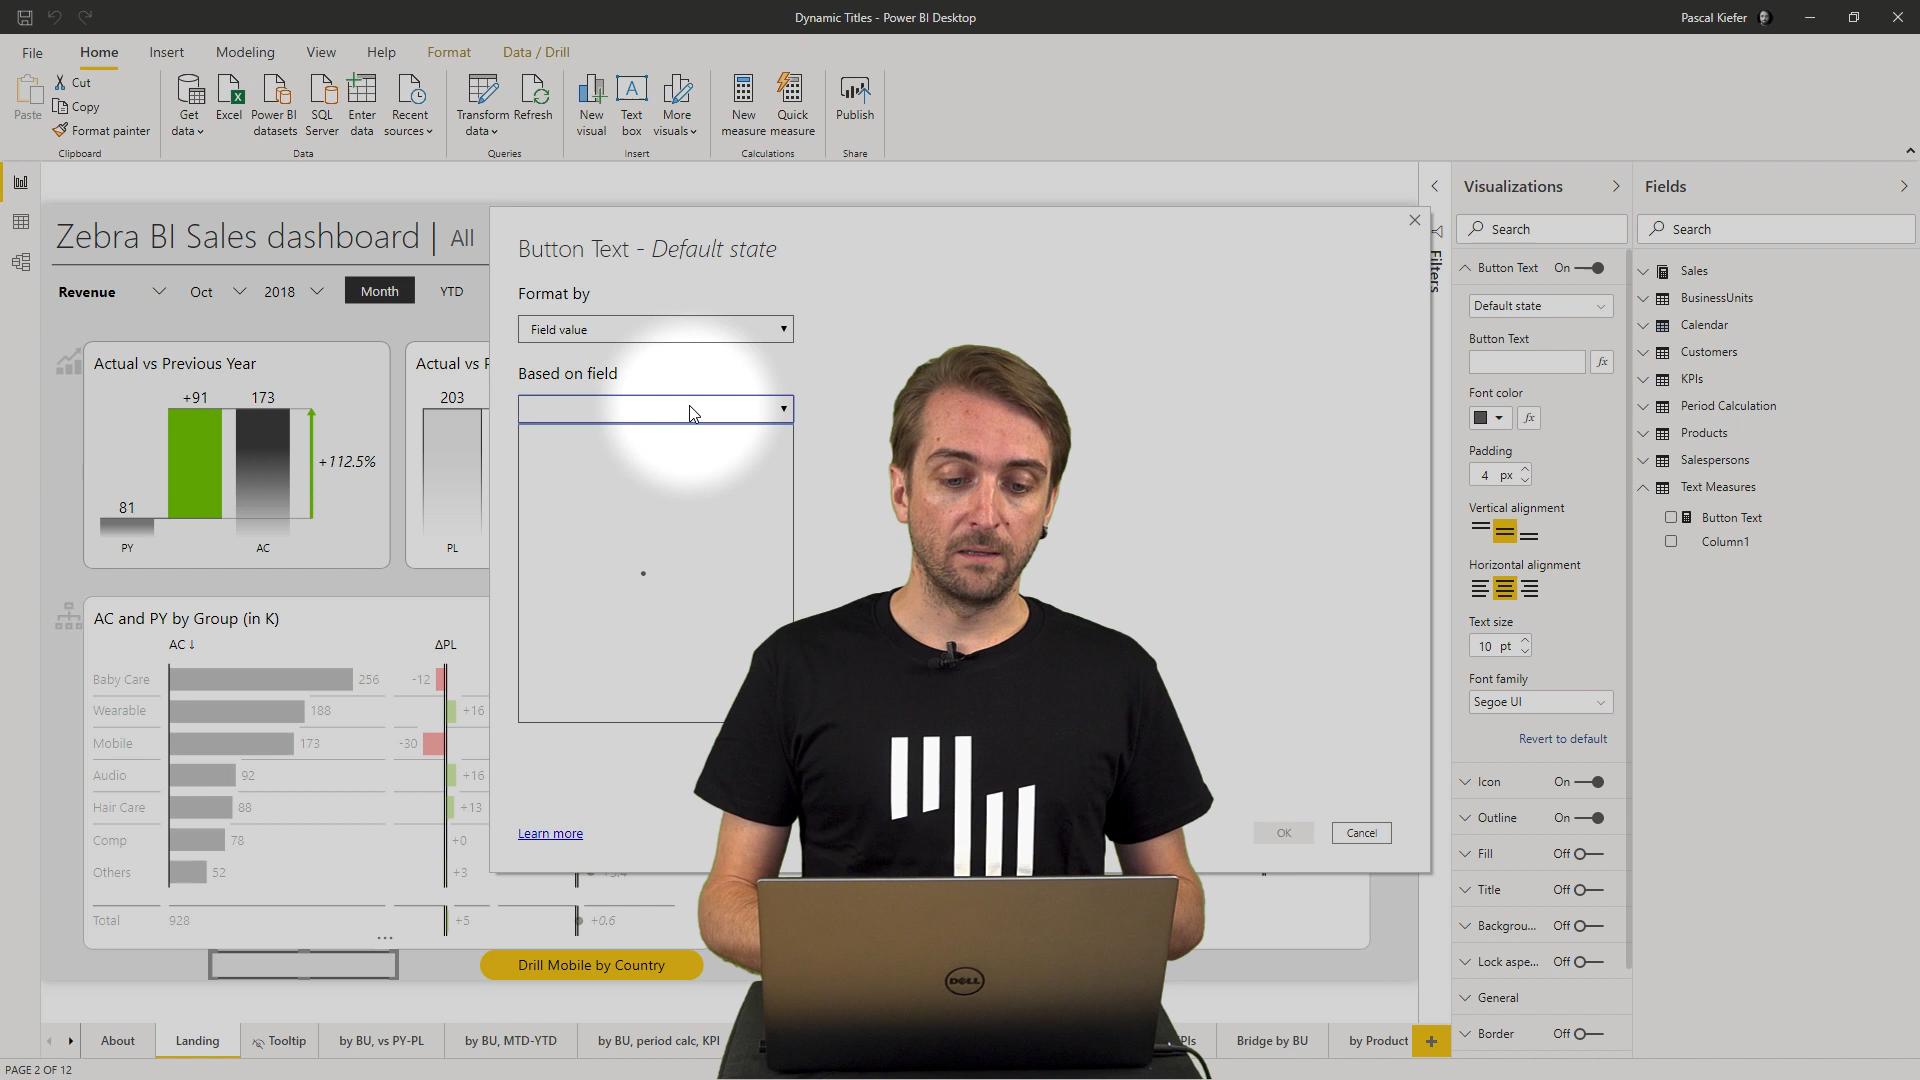 Dynamic Titles - Power BI Desktop
Pascal Kiefer
File
Home
Insert
Modeling
View
Help
Format
Data / Drill
Paste
Cut
Copy
Format painter
Get data
Excel
Power BI datasets
SQL Server
Enter data
Recent sources
Transform data
Refresh
New visual
Text box
More visuals
New measure
Quick measure
Publish
Clipboard
Data
Queries
Insert
Calculations
Share
Zebra BI Sales dashboard | All
Revenue
Oct
2018
Month
YTD
Actual vs Previous Year
+91
173
+112.5%
81
PY
AC
Actual vs P
203
PL
AC and PY by Group (in K)
AC ↓
ΔPL
Baby Care 256 -12
Wearable 188 +16
Mobile 173 -30
Audio 92 +16
Hair Care 88 +13
Comp 78 +0
Others 52 +3
Total 928 +5 +0.6
...
Drill Mobile by Country
Button Text - Default state
Format by
Field value
Based on field
Learn more
OK
Cancel
DELL
Filters
Visualizations
Search
Button Text On
Default state
Button Text
fx
Font color
fx
Padding
4 px
Vertical alignment
Horizontal alignment
Text size
10 pt
Font family
Segoe UI
Revert to default
Icon On
Outline On
Fill Off
Title Off
Backgrou... Off
Lock aspe... Off
General
Border Off
Fields
Search
Sales
BusinessUnits
Calendar
Customers
KPIs
Period Calculation
Products
Salespersons
Text Measures
Button Text
Column1
About
Landing
Tooltip
by BU, vs PY-PL
by BU, MTD-YTD
by BU, period calc, KPI
PIs
Bridge by BU
by Product
+
PAGE 2 OF 12